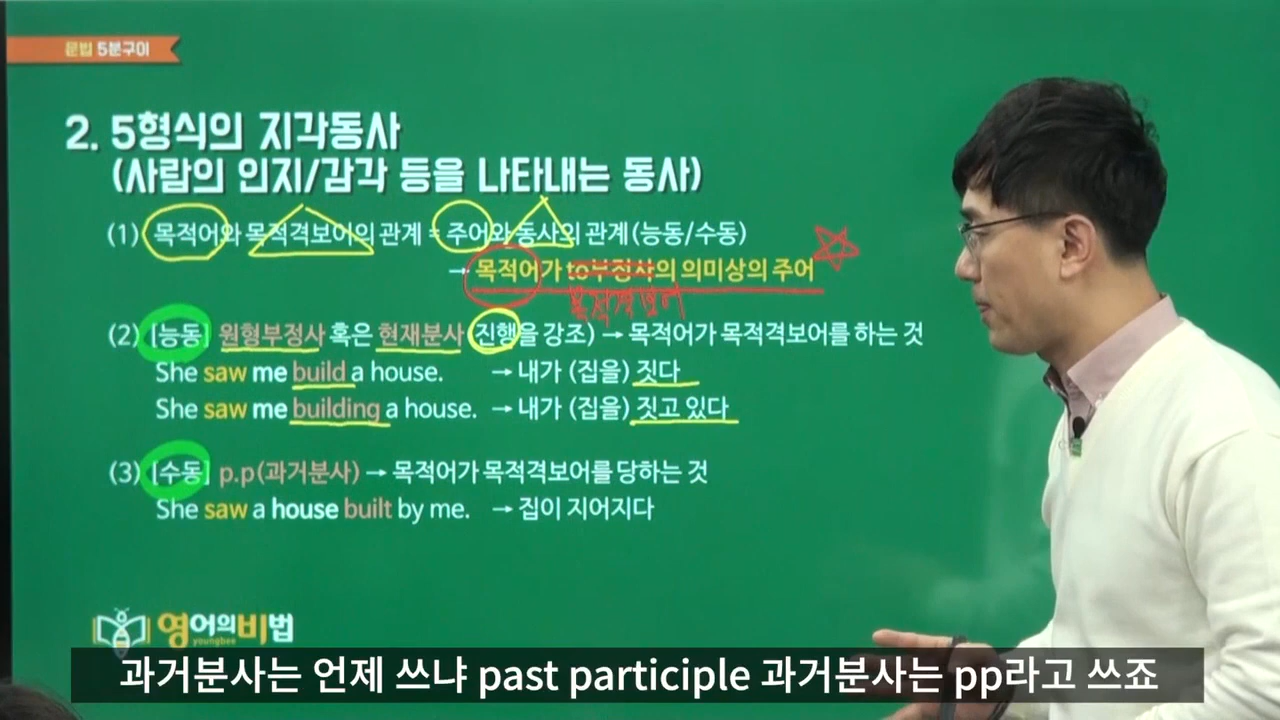 문법 5분구이
2. 5형식의 지각동사
(사람의 인지/감각 등을 나타내는 동사)
(1) 목적어와 목적격보어의 관계 = 주어와 동사의 관계(능동/수동)
→ 목적어가 to부정사의 의미상의 주어
목적격 보어
(2) [능동] 원형부정사 혹은 현재분사 (진행을 강조) → 목적어가 목적격보어를 하는 것
She saw me build a house. → 내가 (집을) 짓다
She saw me building a house. → 내가 (집을) 짓고 있다
(3) [수동] p.p(과거분사) → 목적어가 목적격보어를 당하는 것
She saw a house built by me. → 집이 지어지다
영어의비법
youngbee
과거분사는 언제 쓰냐 past participle 과거분사는 pp라고 쓰죠